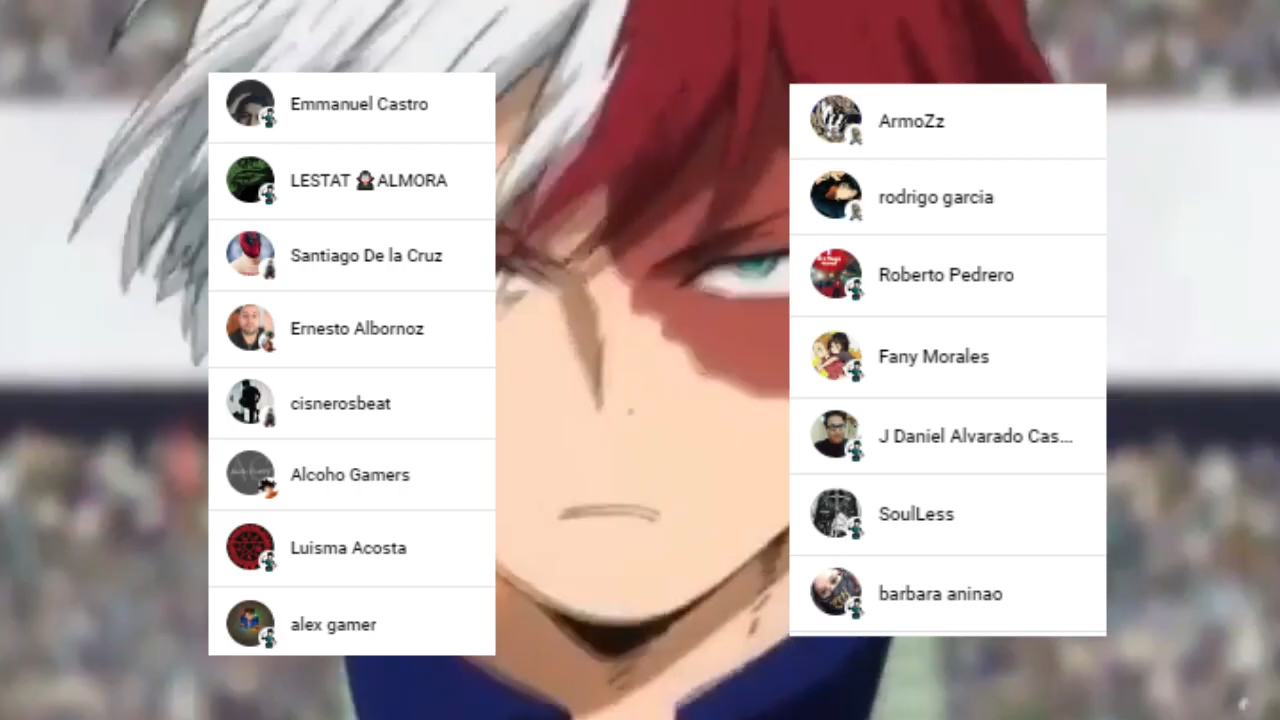 Emmanuel Castro
LESTAT 🧛🏻‍♂️ALMORA
Santiago De la Cruz
Ernesto Albornoz
cisnerosbeat
Alcoho Gamers
Luisma Acosta
alex gamer
ArmoZz
rodrigo garcia
Roberto Pedrero
Fany Morales
J Daniel Alvarado Cas...
SoulLess
barbara aninao